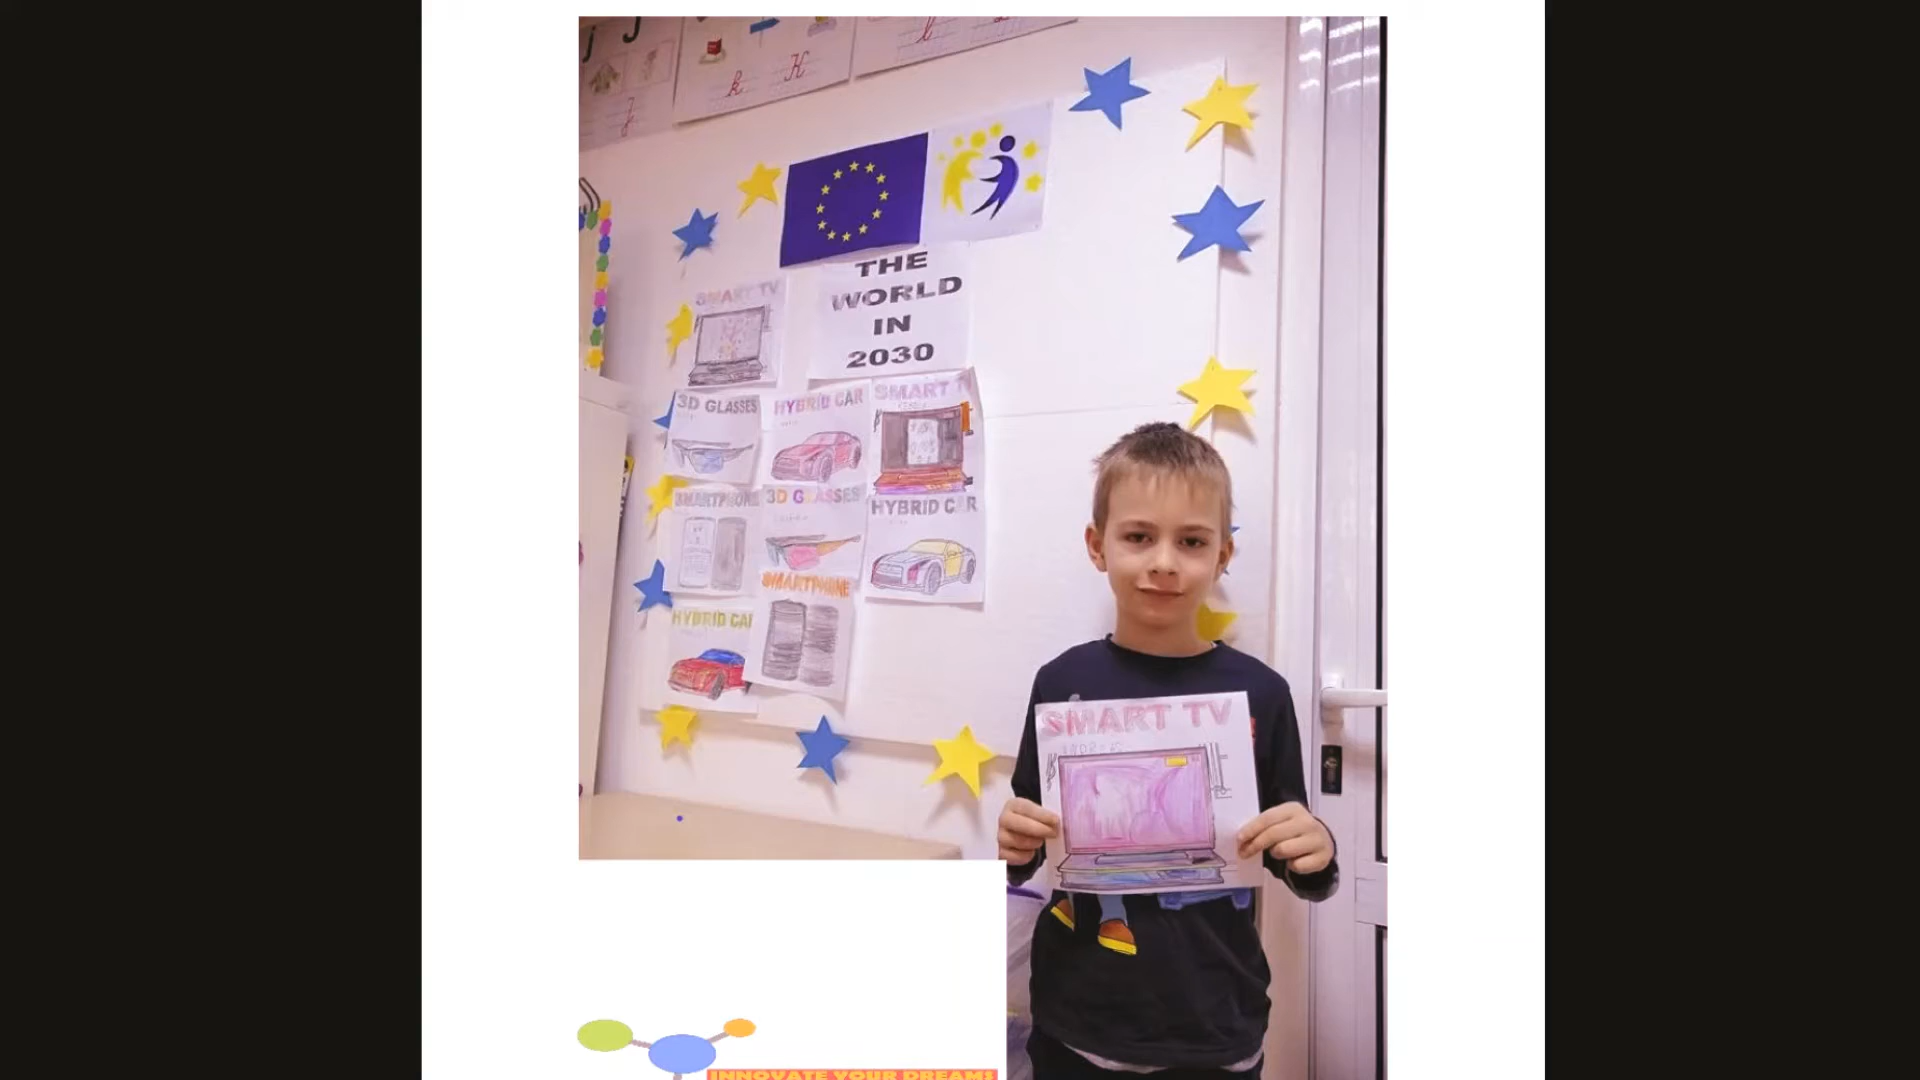 j J
j
k K
l
THE
WORLD
IN
2030
SMART TV
3D GLASSES
HYBRID CAR
SMART TV
SMARTPHONE
3D GLASSES
HYBRID CAR
HYBRID CAR
SMARTPHONE
SMART TV
INNOVATE YOUR DREAMS